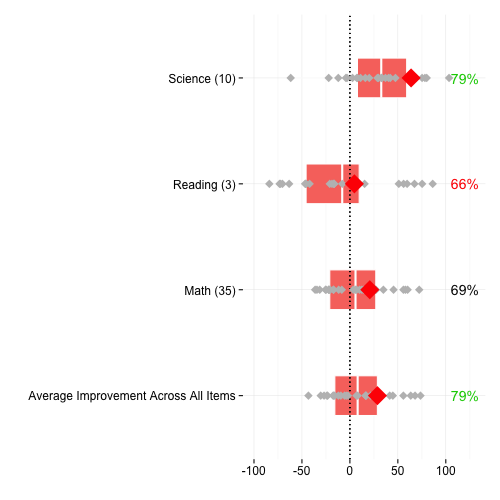 Science (10) 79%
Reading (3) 66%
Math (35) 69%
Average Improvement Across All Items 79%
-100 -50 0 50 100